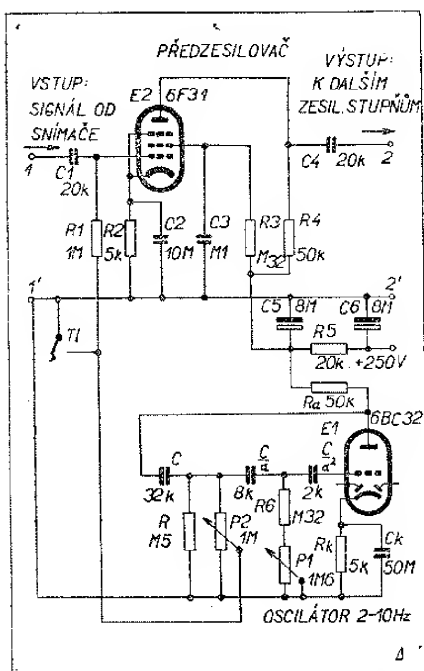 PŘEDZESILOVAČ
VSTUP:
SIGNÁL OD
SNÍMAČE
E2 6F31
VÝSTUP:
K DALŠÍM
ZESIL. STUPŇŮM
1
C1
20k
C4 20k
2
R1
1M
R2
5k
C2
10M
C3
M1
R3
M32
R4
50k
1'
2'
Tl
C5 8M
C6 8M
R5
20k
+250V
Ra 50k
6BC32
E1
C
32k
C/a
8k
C/a²
2k
R
M5
P2
1M
R6
M32
P1
1M6
Rk
5k
Ck
50M
OSCILÁTOR 2-10Hz